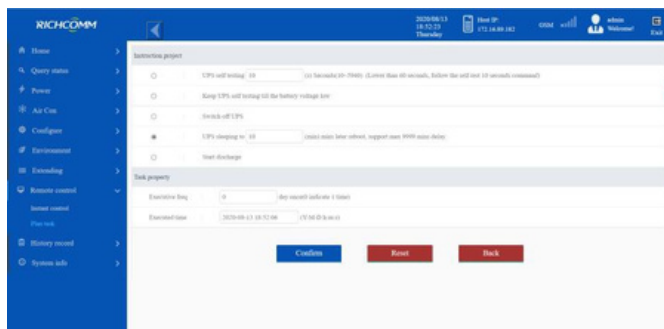 RICHCOMM
2020/08/13
18:52:23
Thursday
Host IP:
172.16.80.182
GSM
admin
Welcome!
Exit
Home
Query status
Power
Air Con
Configure
Environment
Extending
Remote control
Instant control
Plan task
History record
System info
Instruction project
UPS self testing 10 (s) Seconds(10~5940). (Lower than 60 seconds, follow the self test 10 seconds command)
Keep UPS self testing till the battery voltage low
Switch off UPS
UPS sleeping to 10 (min) mins later reboot, support max 9999 mins delay
Start discharge
Task property
Executive freq 0 day once(0 indicate 1 time)
Executed time 2020-08-13 18:52:06 (Y M D h:m:s)
Confirm
Reset
Back